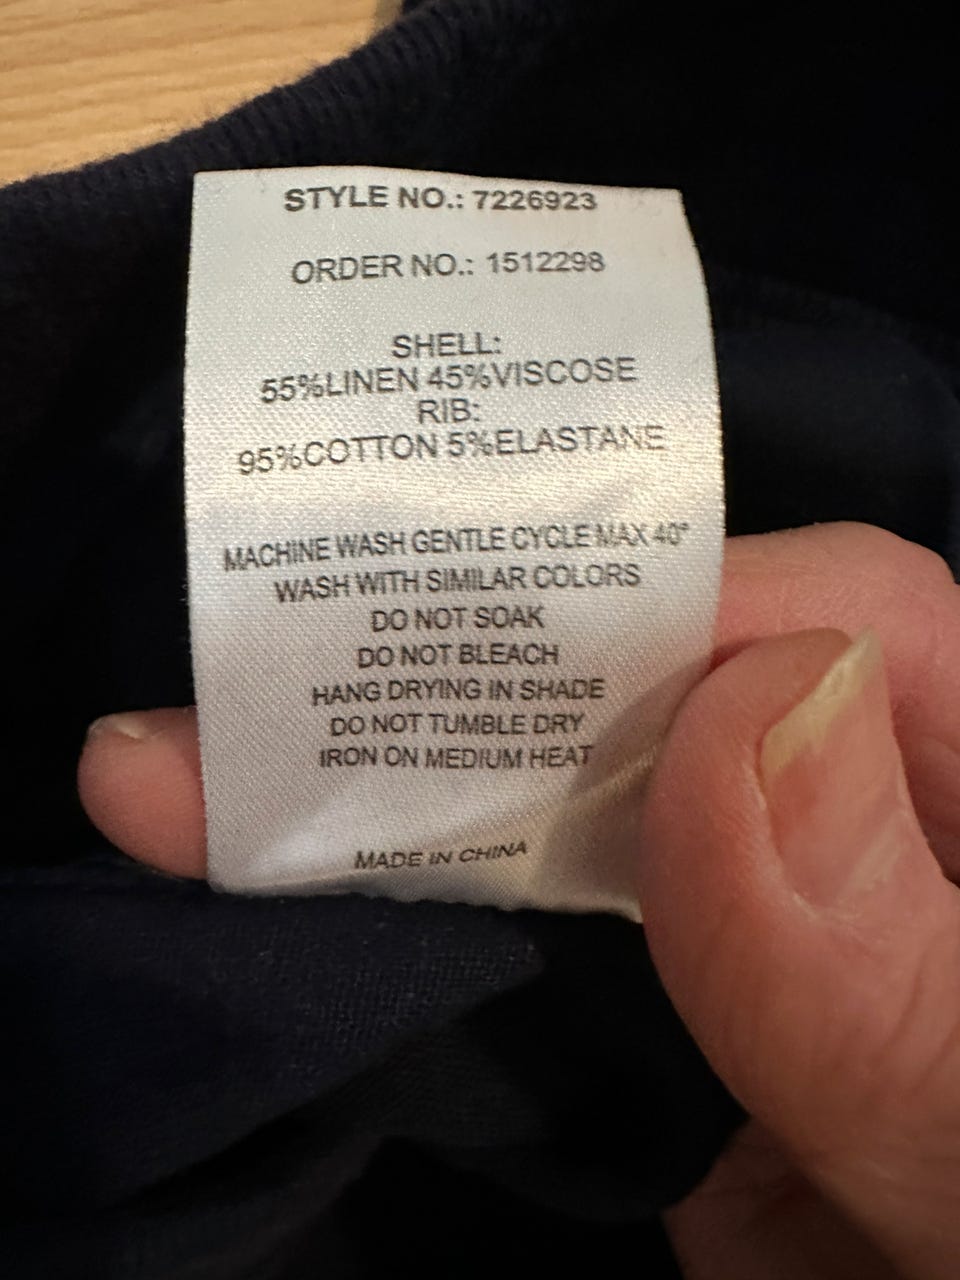 STYLE NO.: 7226923
ORDER NO.: 1512298
SHELL:
55%LINEN 45%VISCOSE
RIB:
95%COTTON 5%ELASTANE
MACHINE WASH GENTLE CYCLE MAX 40°
WASH WITH SIMILAR COLORS
DO NOT SOAK
DO NOT BLEACH
HANG DRYING IN SHADE
DO NOT TUMBLE DRY
IRON ON MEDIUM HEAT
MADE IN CHINA